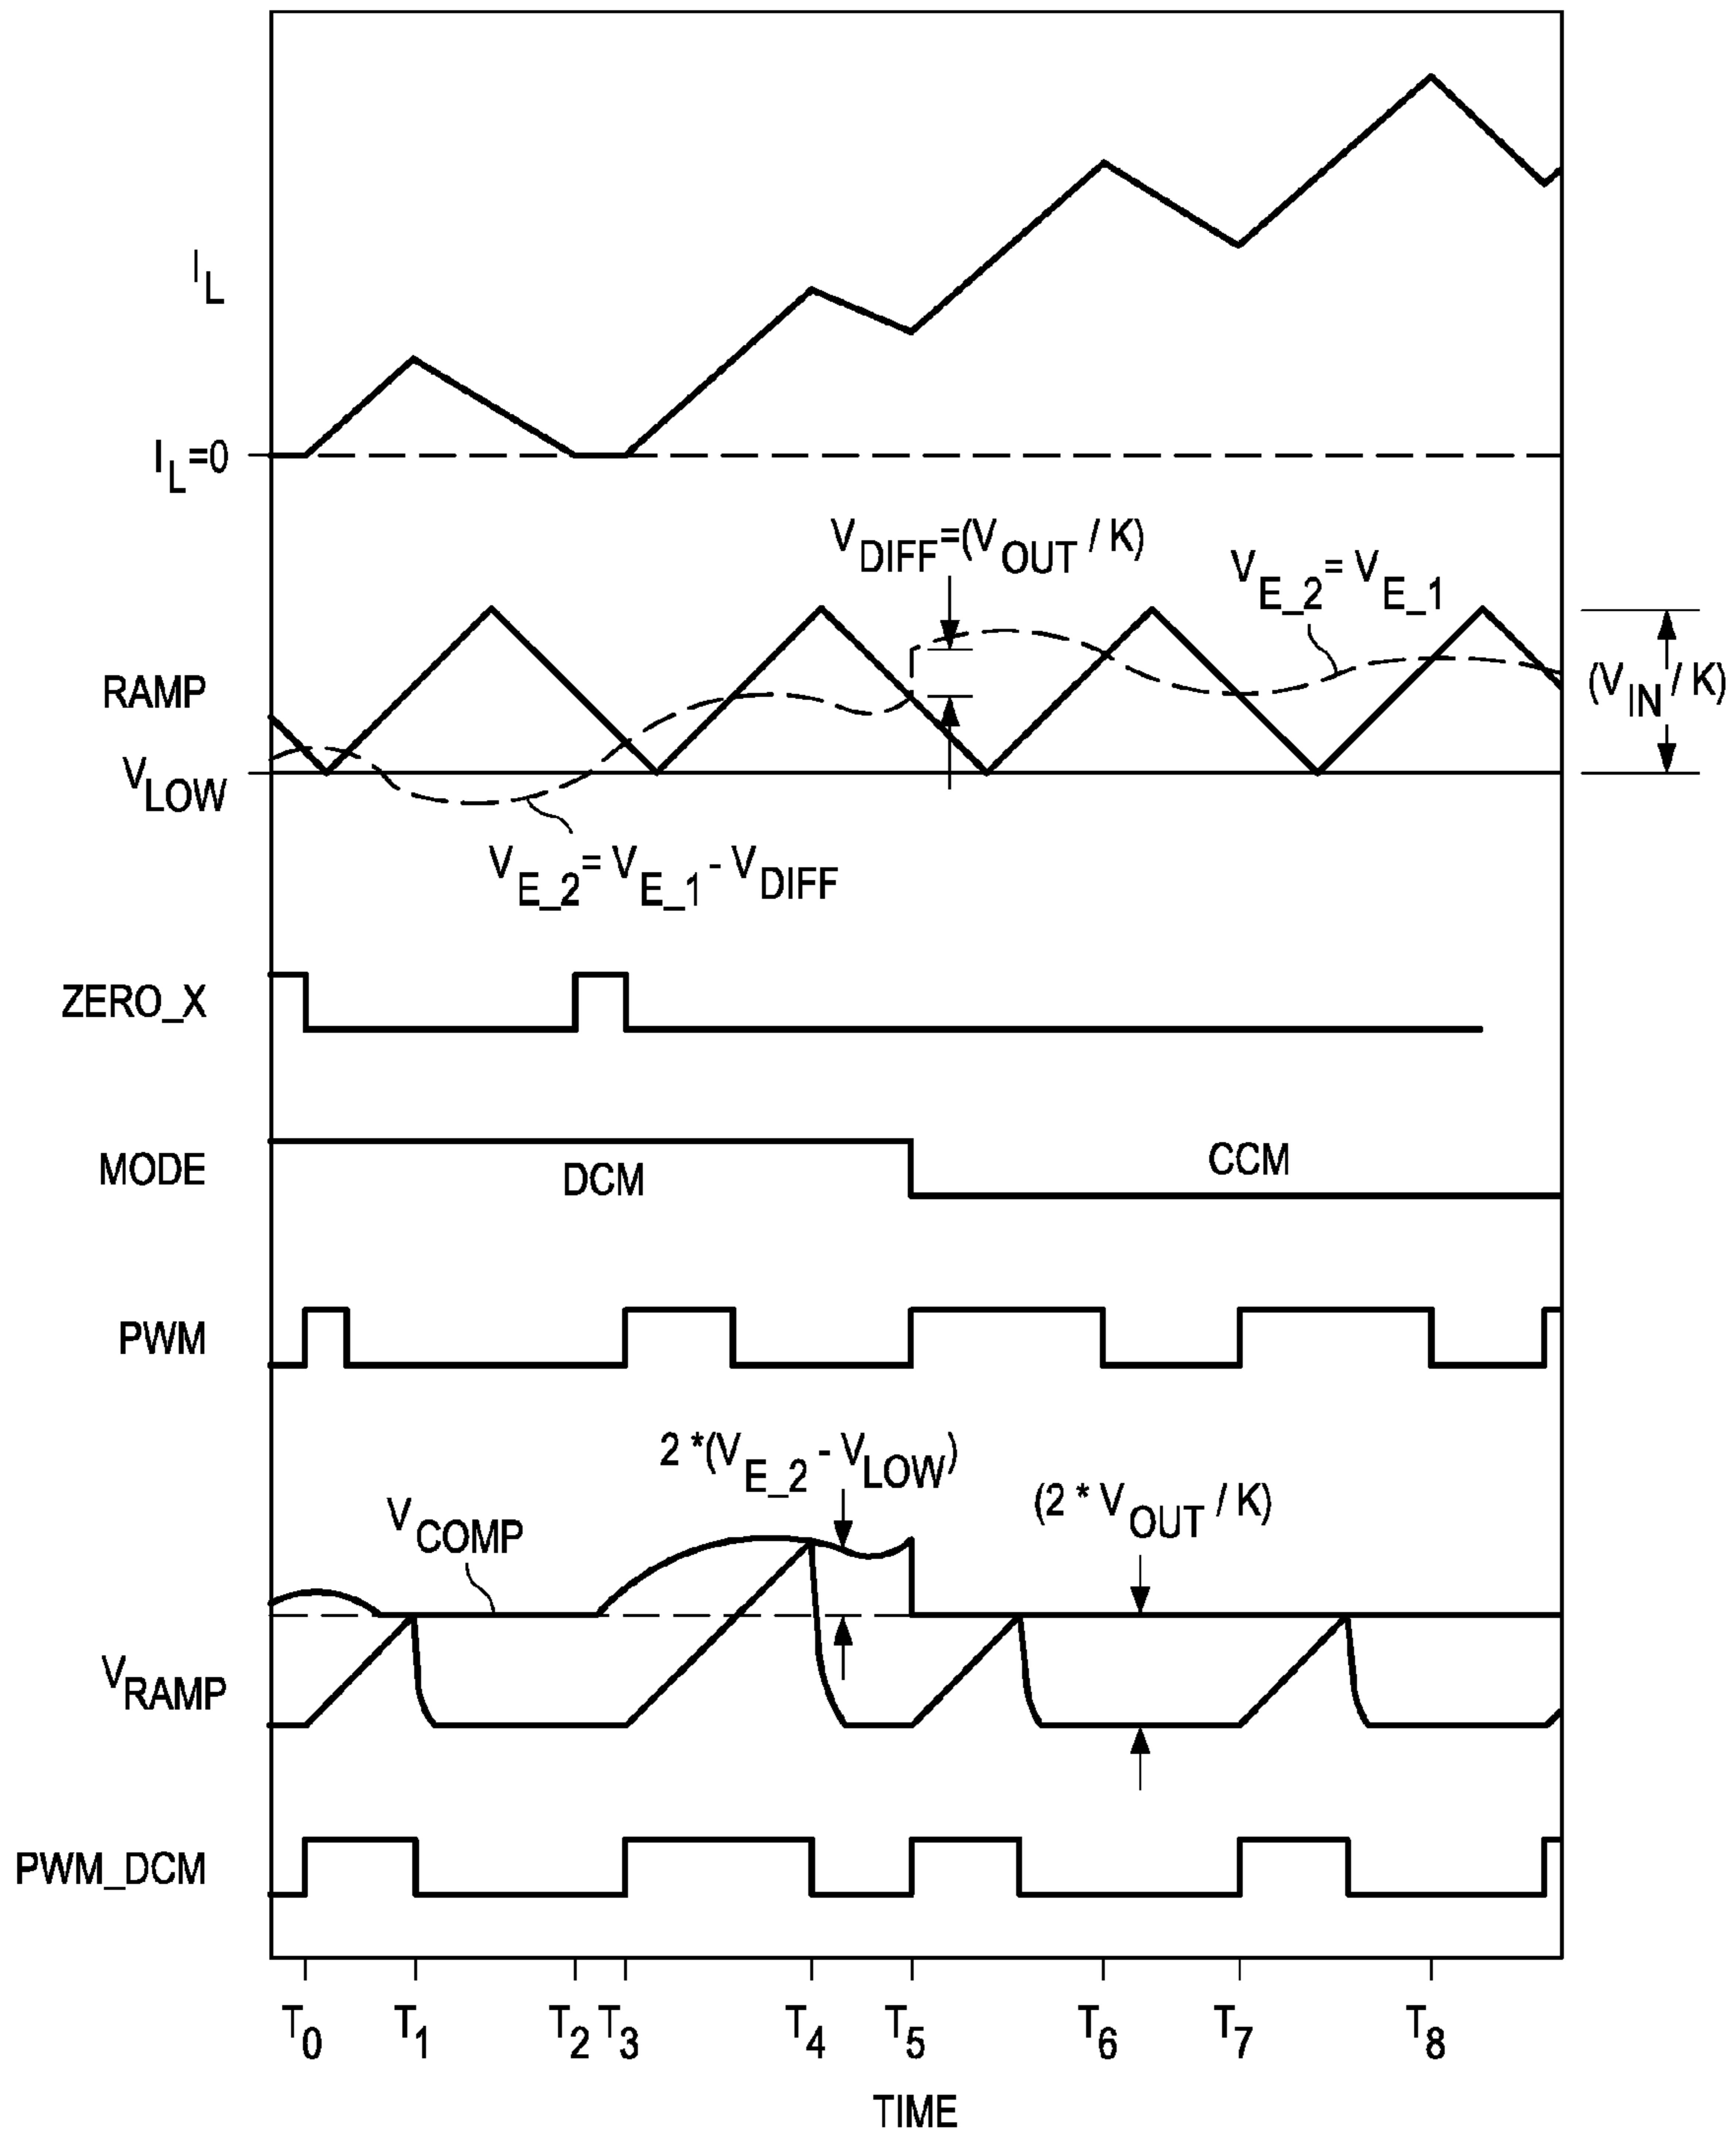 I_L
I_L=0
V_DIFF=(V_OUT / K)
V_E_2= V_E_1
RAMP
(V_IN / K)
V_LOW
V_E_2= V_E_1 - V_DIFF
ZERO_X
MODE
DCM
CCM
PWM
2 *(V_E_2 - V_LOW)
(2 * V_OUT / K)
V_COMP
V_RAMP
PWM_DCM
T_0 T_1 T_2 T_3 T_4 T_5 T_6 T_7 T_8
TIME